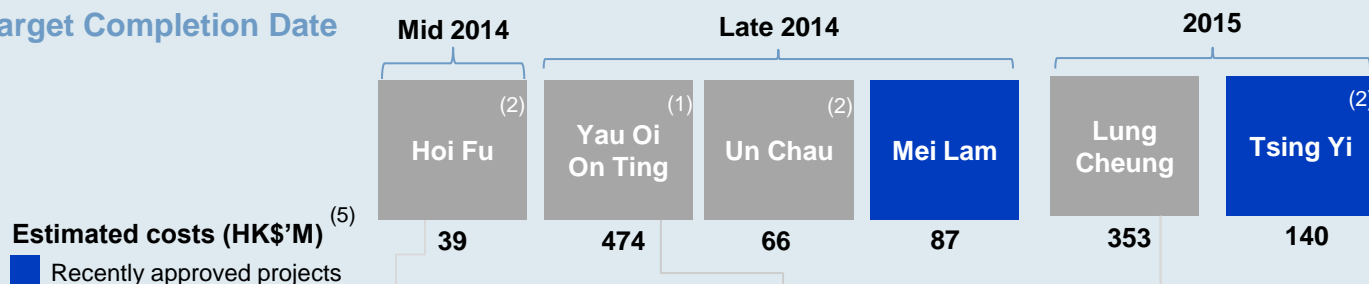 arget Completion Date
Mid 2014
Late 2014
2015
Hoi Fu (2)
Yau Oi On Ting (1)
Un Chau (2)
Mei Lam
Lung Cheung
Tsing Yi (2)
Estimated costs (HK$'M) (5)
39 474 66 87 353 140
Recently approved projects